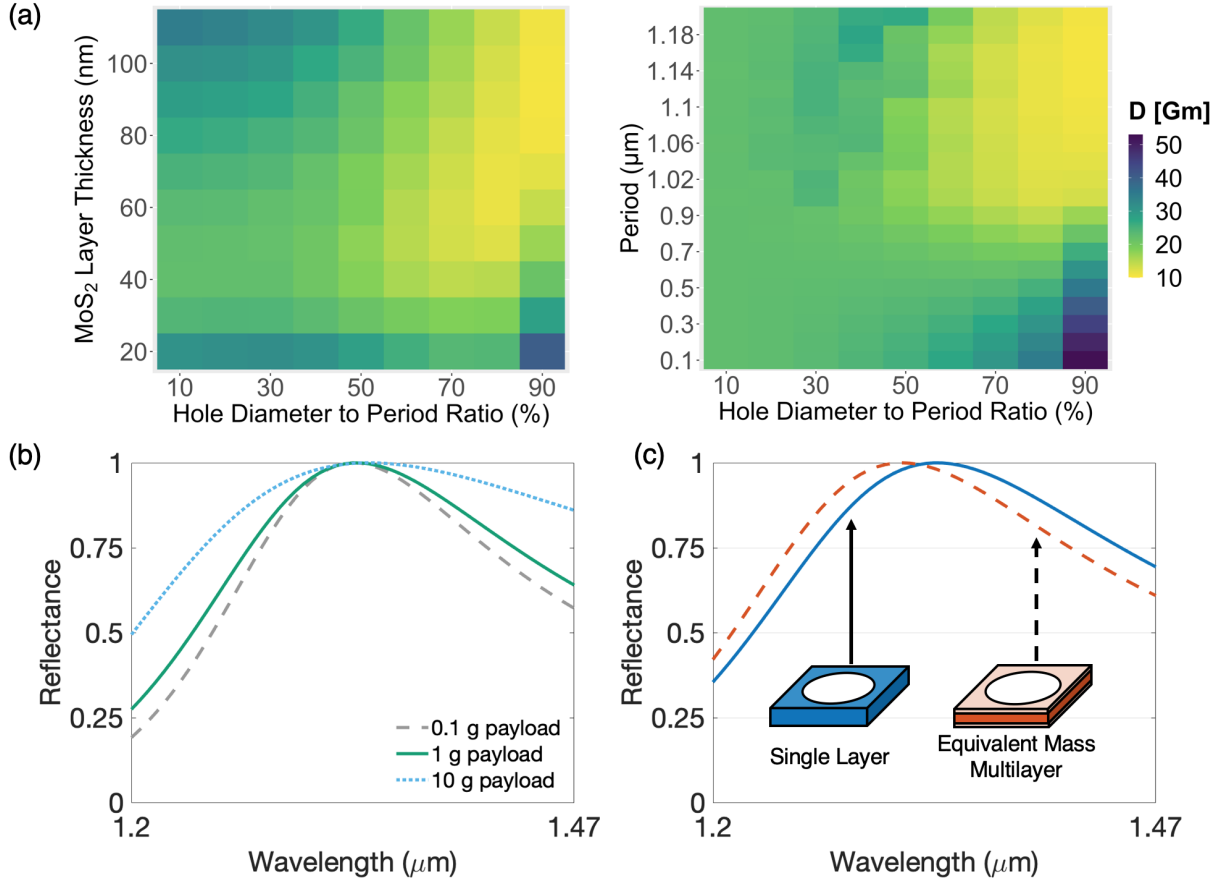 (a)
MoS2 Layer Thickness (nm)
100
80
60
40
20
10 30 50 70 90
Hole Diameter to Period Ratio (%)
Period (µm)
1.18
1.14
1.1
1.06
1.02
0.9
0.7
0.5
0.3
0.1
10 30 50 70 90
Hole Diameter to Period Ratio (%)
D [Gm]
50
40
30
20
10
(b)
Reflectance
1
0.75
0.5
0.25
0
0.1 g payload
1 g payload
10 g payload
1.2 1.47
Wavelength (µm)
(c)
Reflectance
1
0.75
0.5
0.25
0
Single Layer
Equivalent Mass
Multilayer
1.2 1.47
Wavelength (µm)